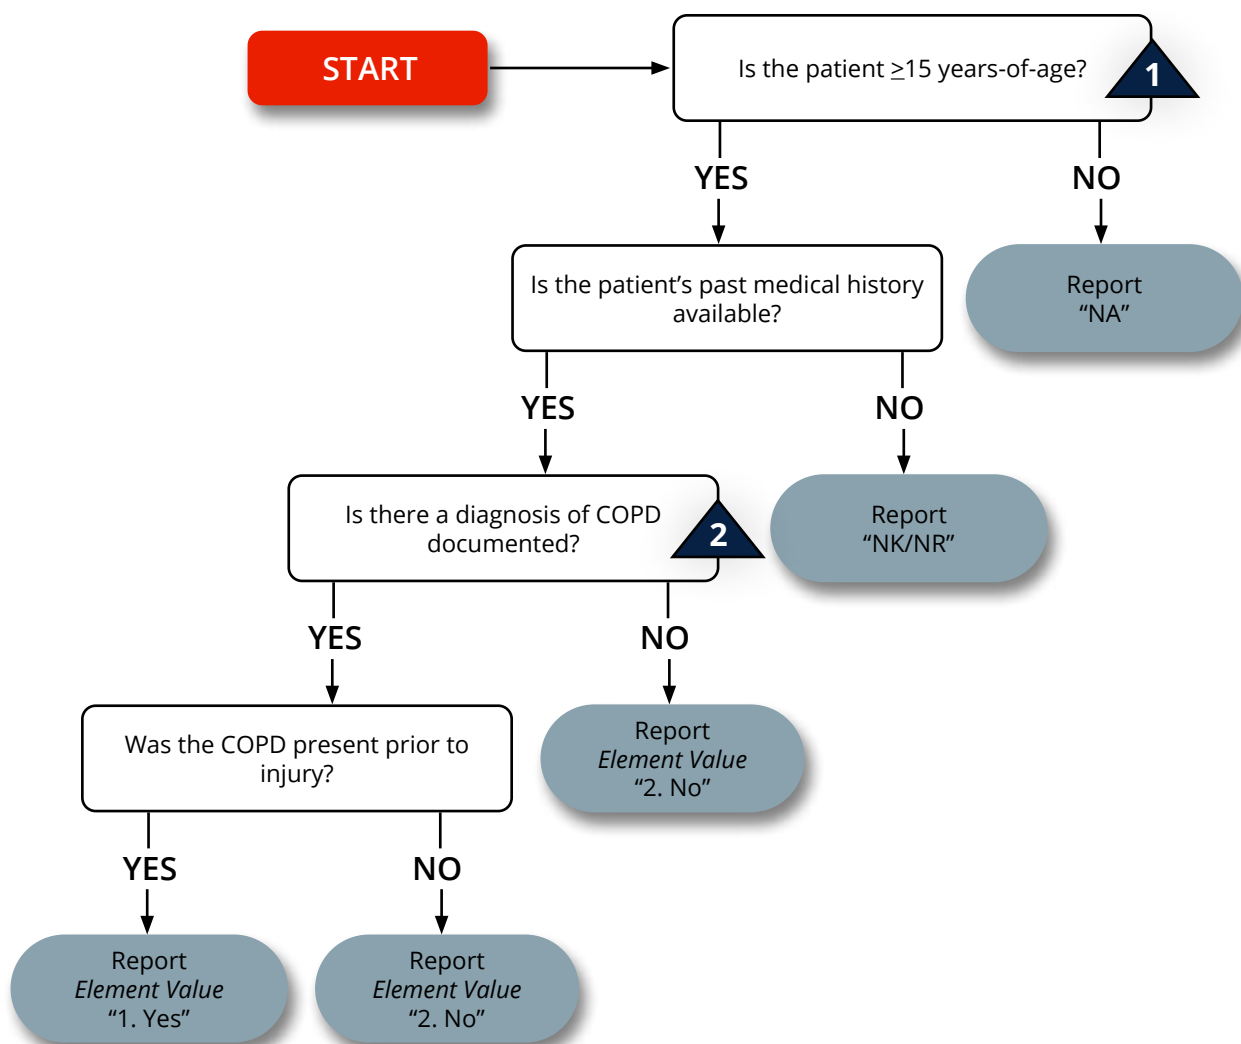 START
Is the patient ≥15 years-of-age?
1
YES
NO
Is the patient’s past medical history
available?
Report
“NA”
YES
NO
Is there a diagnosis of COPD
documented?
2
Report
“NK/NR”
YES
NO
Was the COPD present prior to
injury?
Report
Element Value
“2. No”
YES
NO
Report
Element Value
“1. Yes”
Report
Element Value
“2. No”